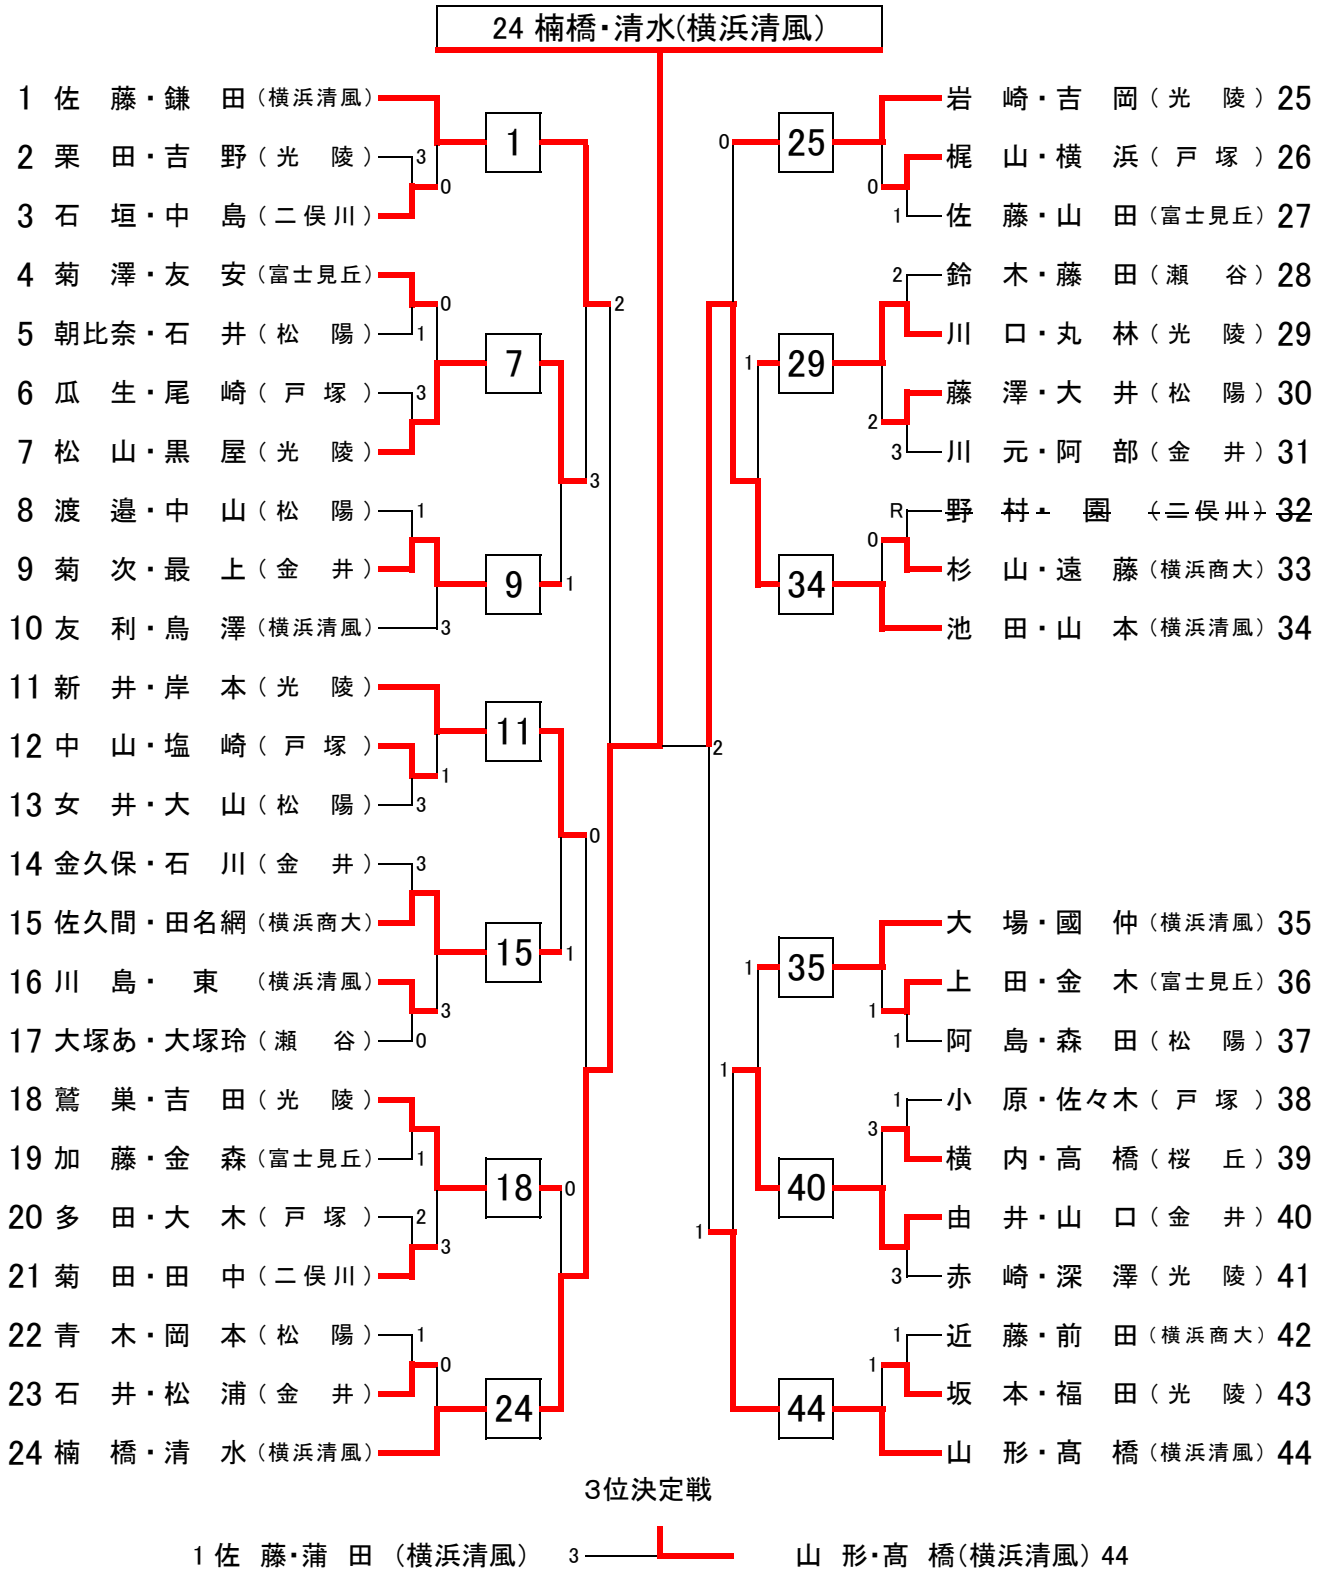 24 楠橋・清水(横浜清風)
1 佐 藤・鎌 田 (横浜清風)
2 栗 田・吉 野 (光 陵) 3
0
3 石 垣・中 島 (二俣川)
1
4 菊 澤・友 安 (富士見丘)
0
2
5 朝比奈・石 井 (松 陽) 1
7
6 瓜 生・尾 崎 (戸 塚) 3
7 松 山・黒 屋 (光 陵)
3
8 渡 邉・中 山 (松 陽) 1
9 菊 次・最 上 (金 井)
9
1
10 友 利・鳥 澤 (横浜清風) 3
11 新 井・岸 本 (光 陵)
11
12 中 山・塩 崎 (戸 塚)
1
13 女 井・大 山 (松 陽) 3
0
14 金久保・石 川 (金 井) 3
15 佐久間・田名網 (横浜商大)
15
1
16 川 島・ 東 (横浜清風)
3
17 大塚あ・大塚玲 (瀬 谷) 0
18 鷲 巣・吉 田 (光 陵)
19 加 藤・金 森 (富士見丘) 1
18
0
20 多 田・大 木 (戸 塚) 2
3
21 菊 田・田 中 (二俣川)
22 青 木・岡 本 (松 陽) 1
0
23 石 井・松 浦 (金 井)
24
24 楠 橋・清 水 (横浜清風)
岩 崎・吉 岡 (光 陵) 25
0
25
梶 山・横 浜 (戸 塚) 26
0
1 佐 藤・山 田 (富士見丘) 27
2 鈴 木・藤 田 (瀬 谷) 28
川 口・丸 林 (光 陵) 29
1
29
藤 澤・大 井 (松 陽) 30
2
3 川 元・阿 部 (金 井) 31
R 野 村・ 園 (二俣川) 32
0
杉 山・遠 藤 (横浜商大) 33
34
池 田・山 本 (横浜清風) 34
2
大 場・國 仲 (横浜清風) 35
1
35
上 田・金 木 (富士見丘) 36
1
1 阿 島・森 田 (松 陽) 37
1
1 小 原・佐々木 (戸 塚) 38
3
横 内・高 橋 (桜 丘) 39
40
由 井・山 口 (金 井) 40
1
3 赤 崎・深 澤 (光 陵) 41
1 近 藤・前 田 (横浜商大) 42
1
坂 本・福 田 (光 陵) 43
44
山 形・髙 橋 (横浜清風) 44
3位決定戦
1 佐 藤・蒲 田 (横浜清風) 3 山 形・髙 橋(横浜清風) 44